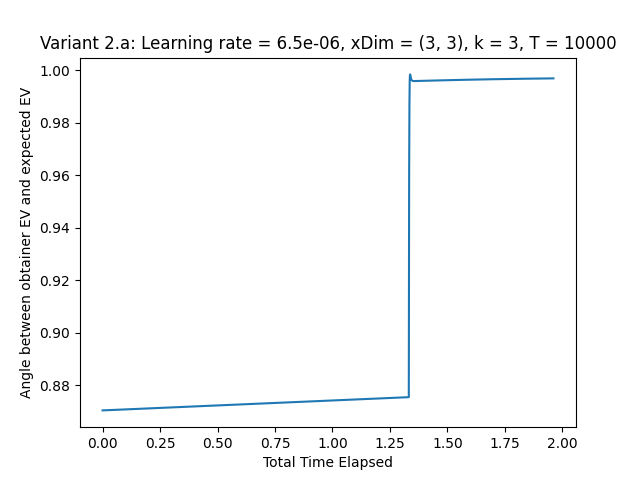 Variant 2.a: Learning rate = 6.5e-06, xDim = (3, 3), k = 3, T = 10000
Angle between obtainer EV and expected EV
1.00
0.98
0.96
0.94
0.92
0.90
0.88
0.00 0.25 0.50 0.75 1.00 1.25 1.50 1.75 2.00
Total Time Elapsed